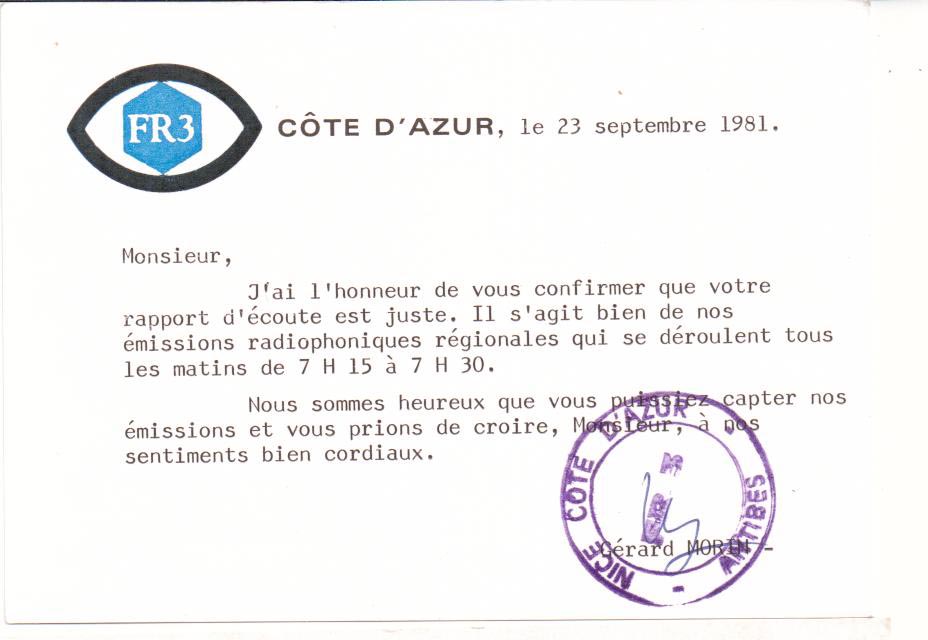 FR3
CÔTE D'AZUR, le 23 septembre 1981.
Monsieur,
J'ai l'honneur de vous confirmer que votre
rapport d'écoute est juste. Il s'agit bien de nos
émissions radiophoniques régionales qui se déroulent tous
les matins de 7 H 15 à 7 H 30.
Nous sommes heureux que vous puissiez capter nos
émissions et vous prions de croire, Monsieur, à nos
sentiments bien cordiaux.
Gérard MORIN -
NICE CÔTE D'AZUR - ANTIBES -
FR 3